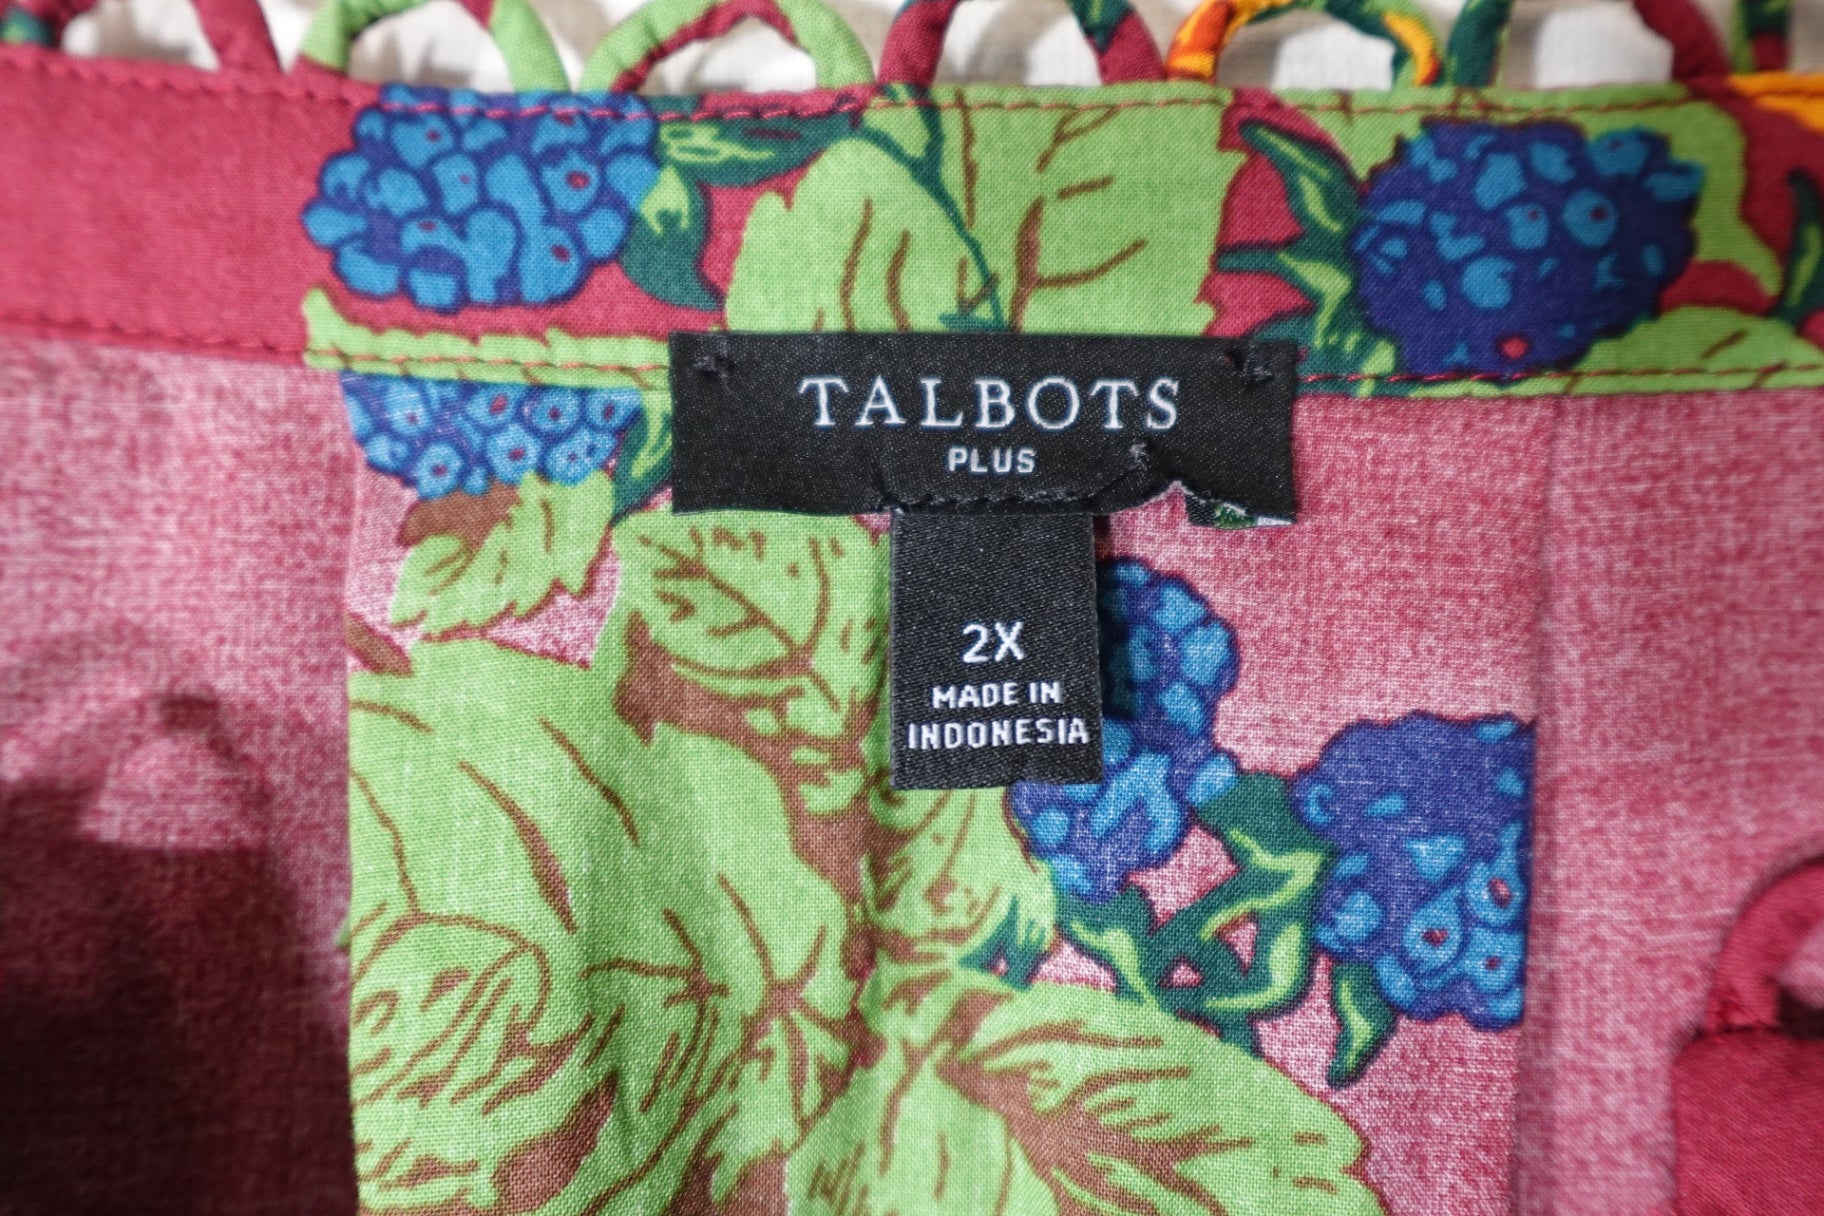 TALBOTS
PLUS
2X
MADE IN
INDONESIA